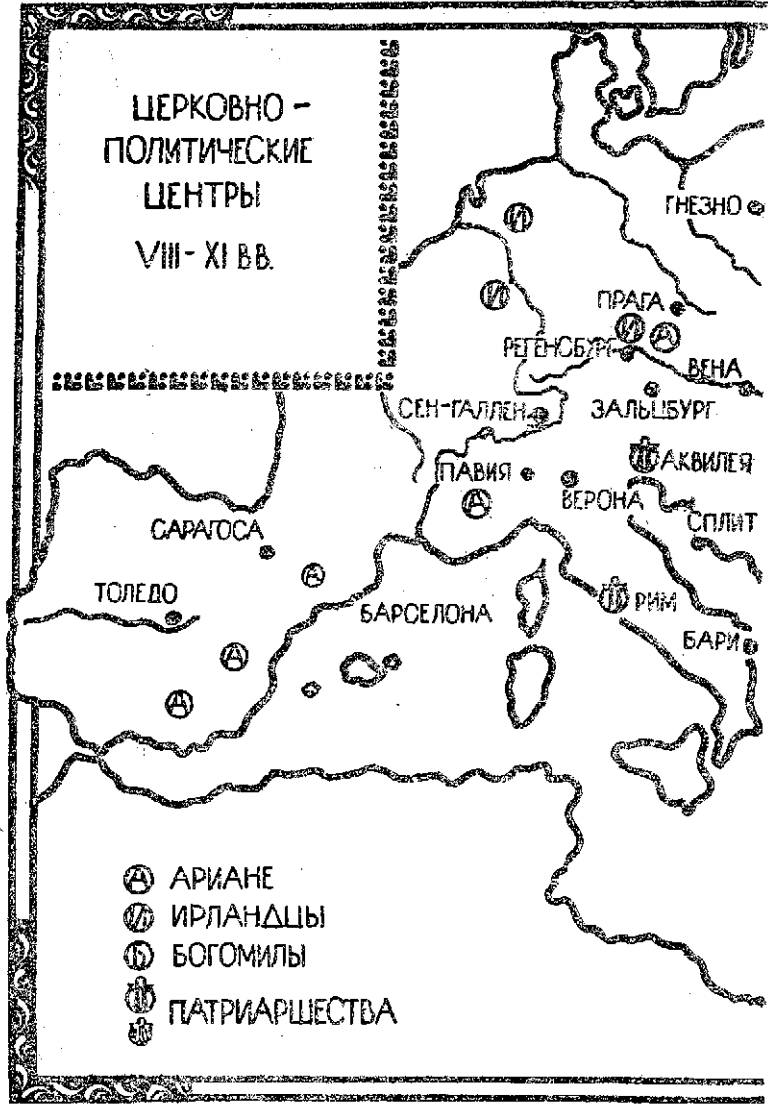 ЦЕРКОВНО -
ПОЛИТИЧЕСКИЕ
ЦЕНТРЫ
VIII - XI ВВ.
ГНЕЗНО
И
И
ПРАГА
И А
РЕГЕНСБУРГ
ВЕНА
СЕН-ГАЛЛЕН
ЗАЛЬЦБУРГ
ПАВИЯ
АКВИЛЕЯ
А
ВЕРОНА
СПЛИТ
САРАГОСА
А
ТОЛЕДО
БАРСЕЛОНА
РИМ
БАРИ
А
А
А АРИАНЕ
И ИРЛАНДЦЫ
Б БОГОМИЛЫ
ПАТРИАРШЕСТВА